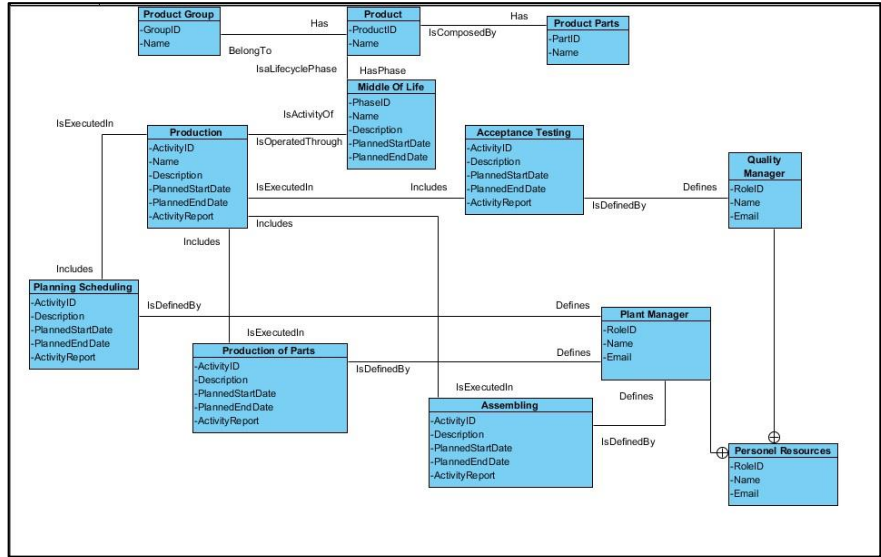 Product Group
-GroupID
-Name
Has
BelongTo
Product
-ProductID
-Name
Has
IsComposedBy
Product Parts
-PartID
-Name
IsaLifecyclePhase
HasPhase
Middle Of Life
-PhaseID
-Name
-Description
-PlannedStartDate
-PlannedEndDate
IsActivityOf
IsOperatedThrough
IsExecutedIn
Production
-ActivityID
-Name
-Description
-PlannedStartDate
-PlannedEndDate
-ActivityReport
IsExecutedIn
Includes
Includes
Includes
Acceptance Testing
-ActivityID
-Description
-PlannedStartDate
-PlannedEndDate
-ActivityReport
Defines
IsDefinedBy
Quality
Manager
-RoleID
-Name
-Email
Includes
Planning Scheduling
-ActivityID
-Description
-PlannedStartDate
-PlannedEndDate
-ActivityReport
IsDefinedBy
Defines
Plant Manager
-RoleID
-Name
-Email
IsExecutedIn
Production of Parts
-ActivityID
-Description
-PlannedStartDate
-PlannedEndDate
-ActivityReport
IsDefinedBy
Defines
IsExecutedIn
Assembling
-ActivityID
-Description
-PlannedStartDate
-PlannedEndDate
-ActivityReport
Defines
IsDefinedBy
Personel Resources
-RoleID
-Name
-Email